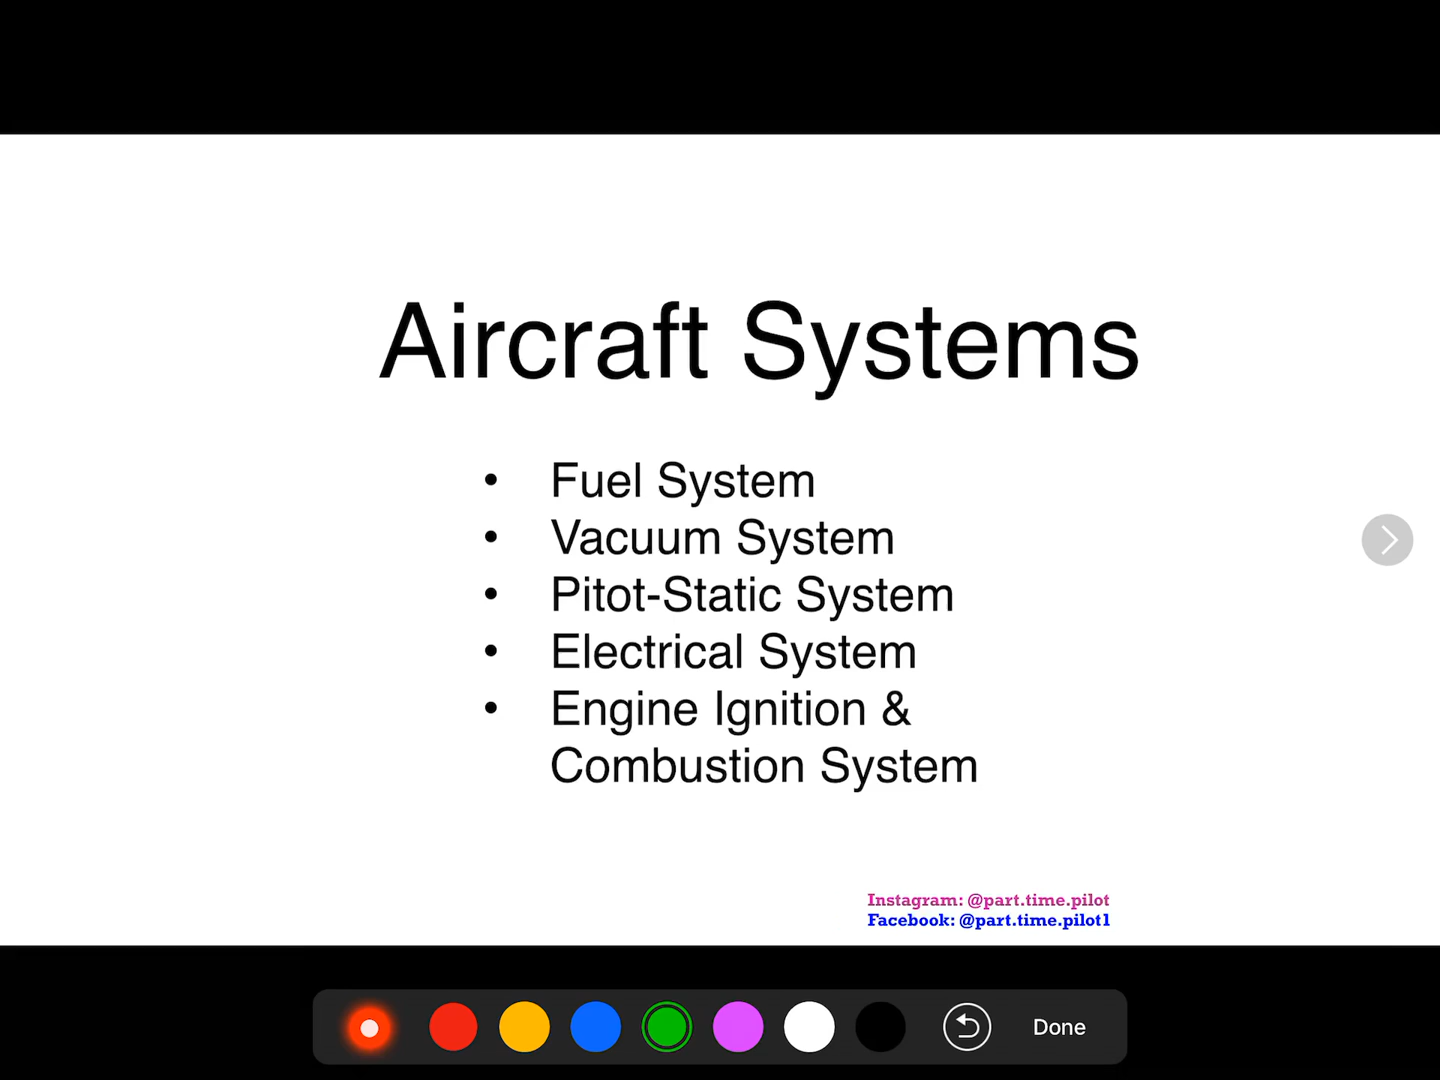 Aircraft Systems
• Fuel System
• Vacuum System
• Pitot-Static System
• Electrical System
• Engine Ignition &
Combustion System
Instagram: @part.time.pilot
Facebook: @part.time.pilot1
Done